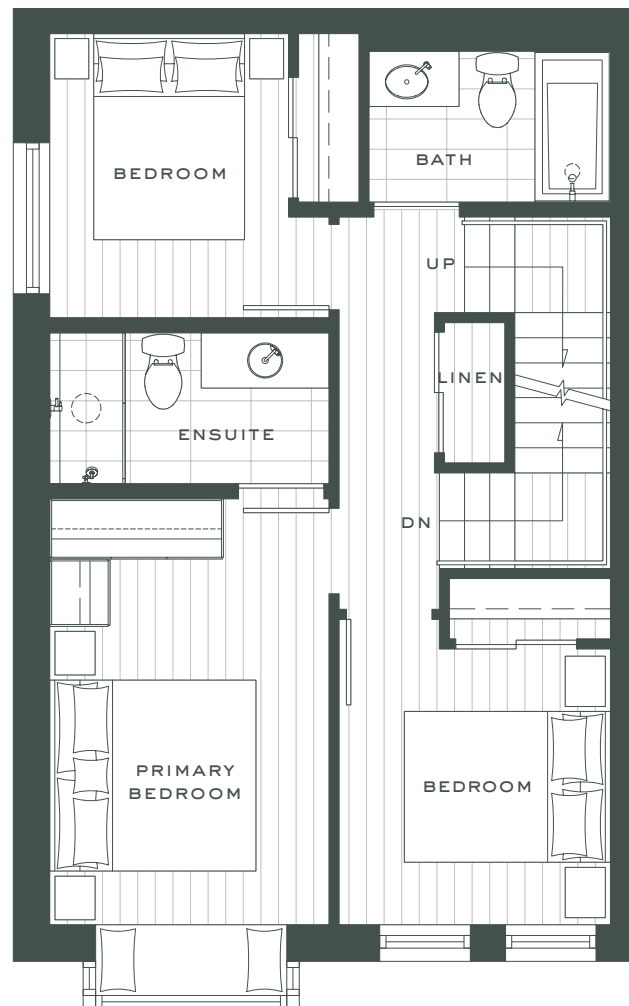 BATH
BEDROOM
UP
LINEN
ENSUITE
DN
PRIMARY
BEDROOM
BEDROOM